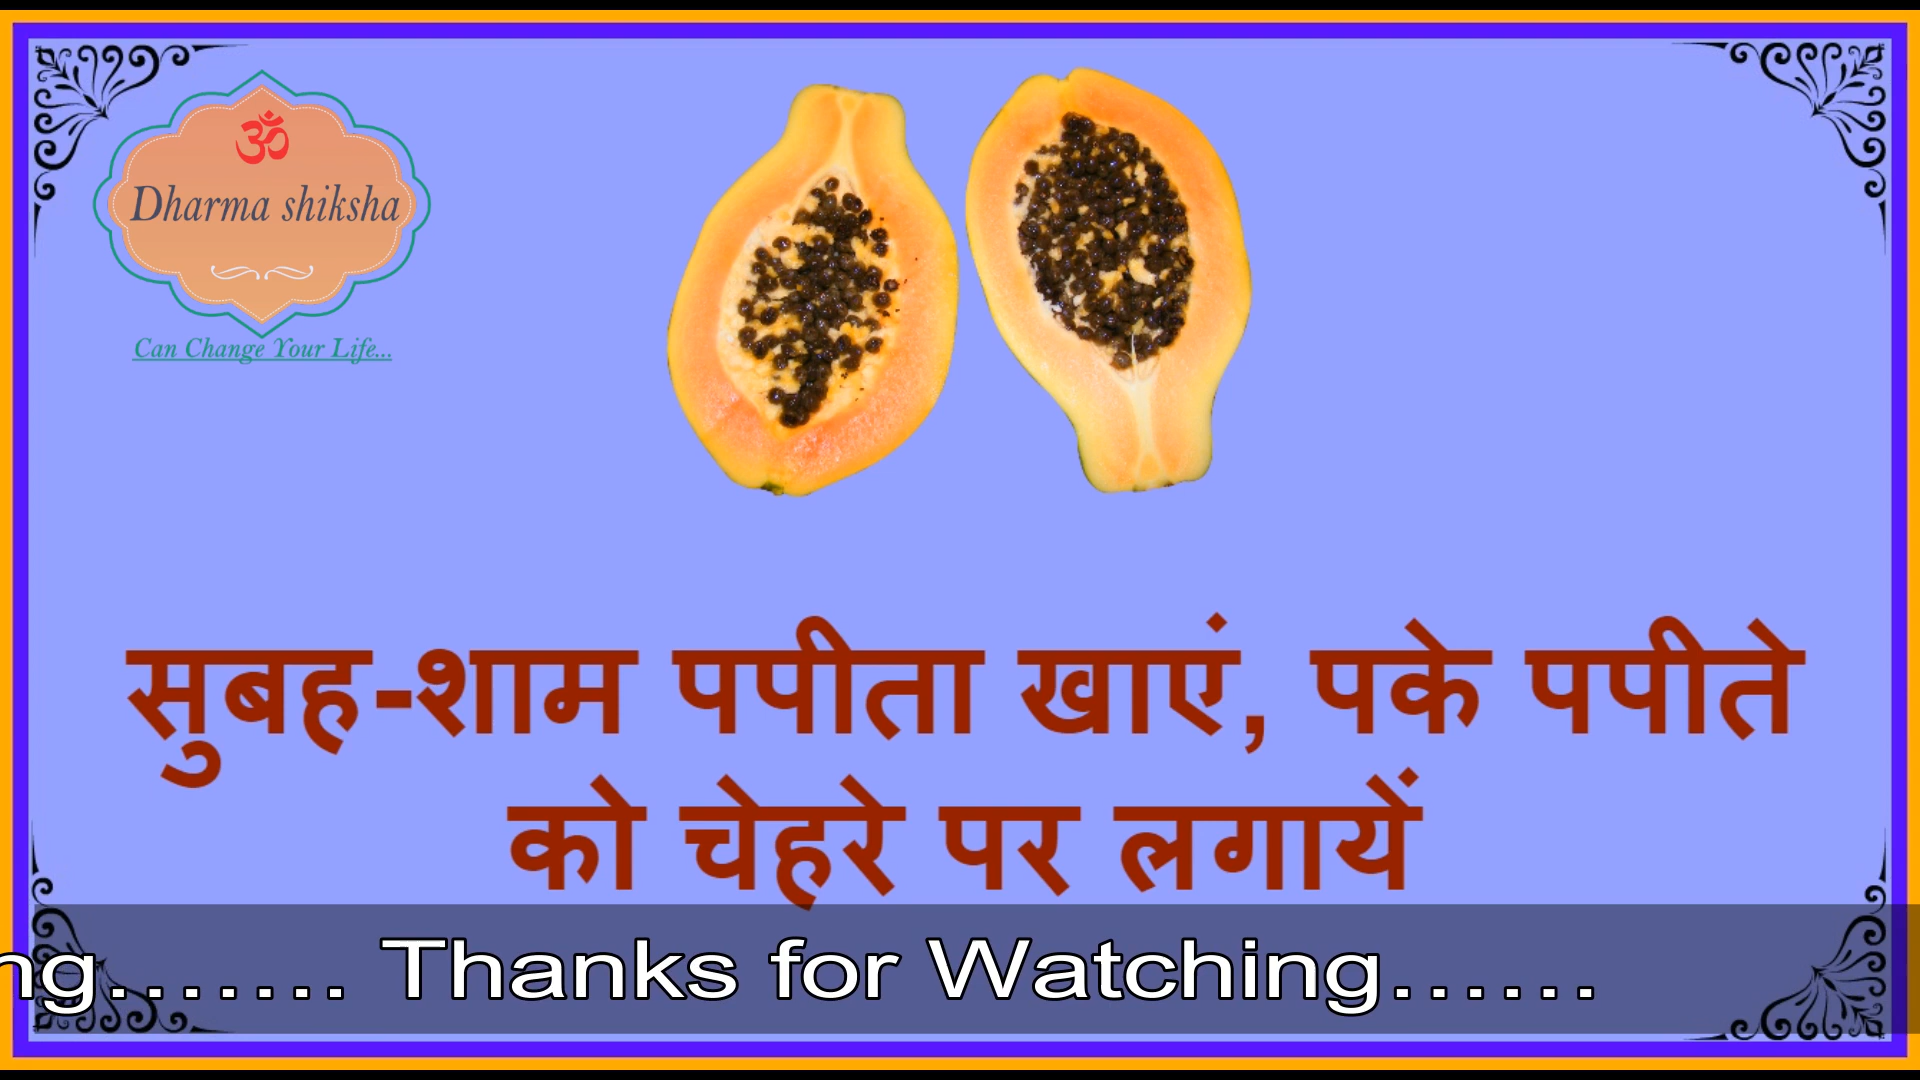 ॐ
Dharma shiksha
Can Change Your Life...
सुबह-शाम पपीता खाएं, पके पपीते
को चेहरे पर लगायें
ng....... Thanks for Watching......